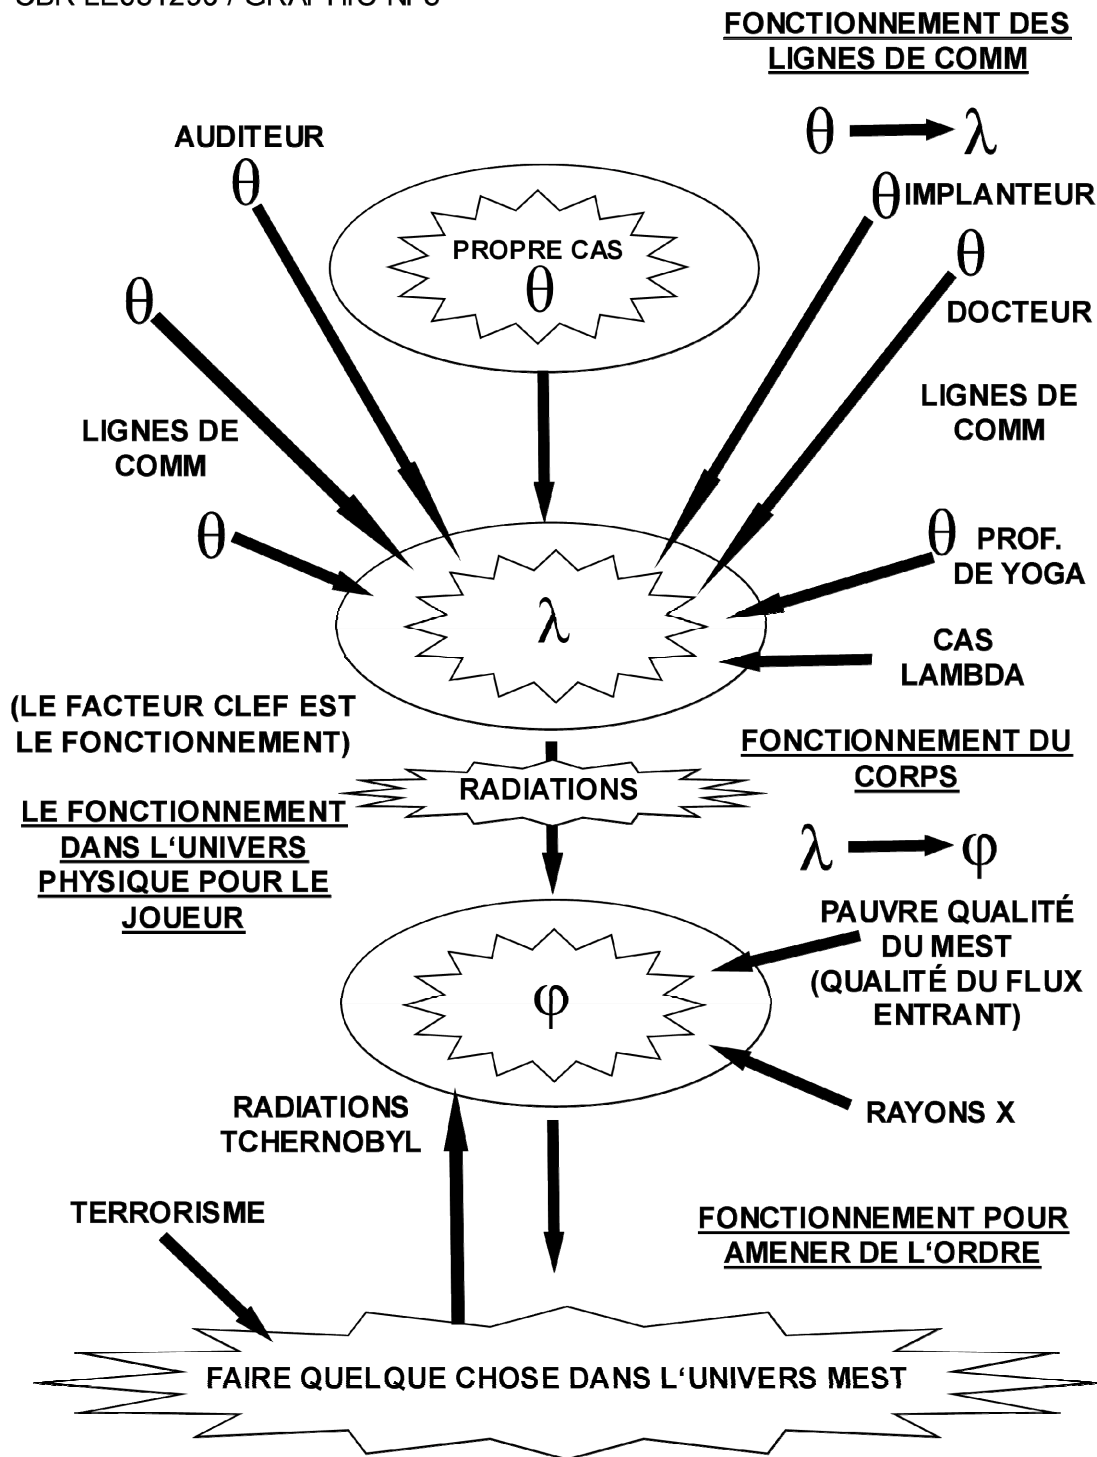 FONCTIONNEMENT DES
LIGNES DE COMM
θ λ
AUDITEUR
θ
θ IMPLANTEUR
PROPRE CAS
θ
θ
DOCTEUR
θ
LIGNES DE
COMM
LIGNES DE
COMM
θ
θ PROF.
DE YOGA
λ
CAS
LAMBDA
(LE FACTEUR CLEF EST
LE FONCTIONNEMENT)
FONCTIONNEMENT DU
CORPS
RADIATIONS
LE FONCTIONNEMENT
DANS L‘UNIVERS
PHYSIQUE POUR LE
JOUEUR
λ φ
PAUVRE QUALITÉ
DU MEST
(QUALITÉ DU FLUX
ENTRANT)
φ
RADIATIONS
TCHERNOBYL
RAYONS X
TERRORISME
FONCTIONNEMENT POUR
AMENER DE L‘ORDRE
FAIRE QUELQUE CHOSE DANS L‘UNIVERS MEST